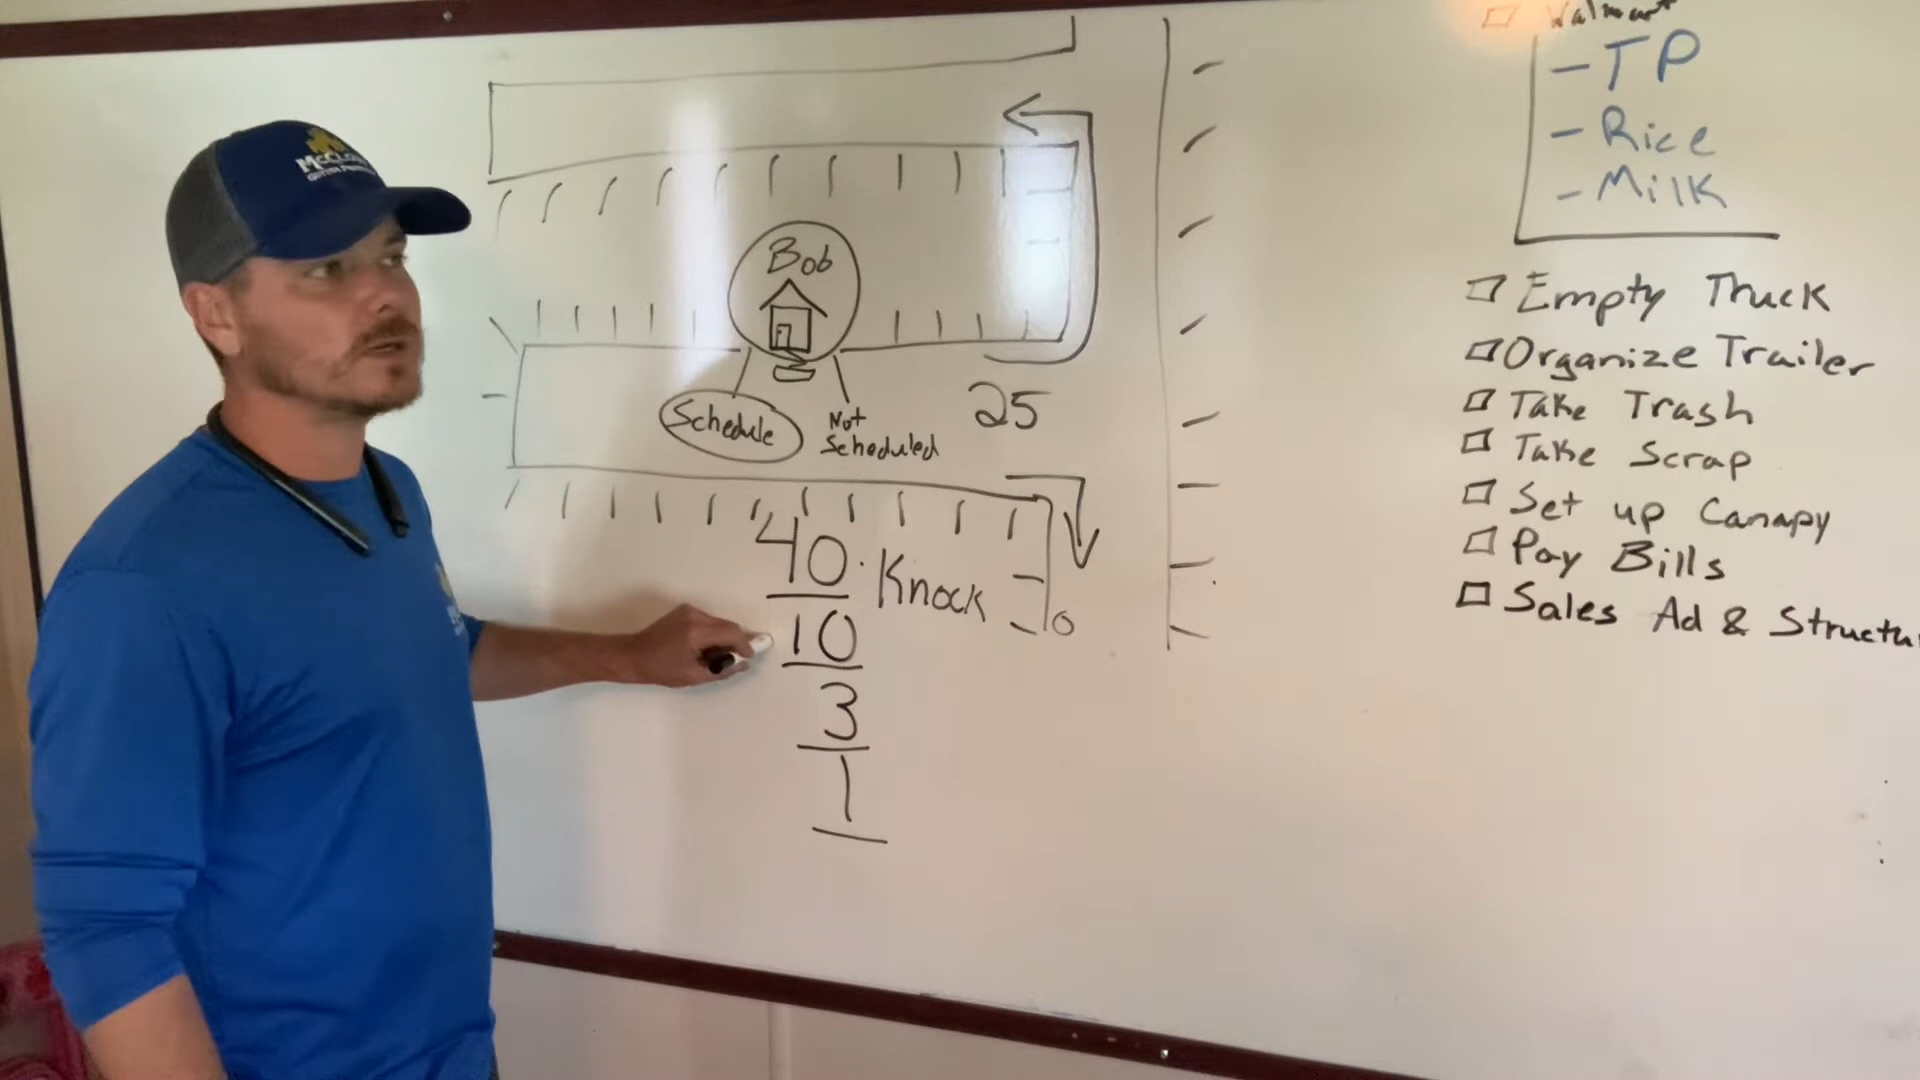 Bob
Schedule
Not
Scheduled
25
40. Knock
10
3
1
Walmart
- TP
- Rice
- Milk
Empty Truck
Organize Trailer
Take Trash
Take Scrap
Set up Canapy
Pay Bills
Sales Ad &